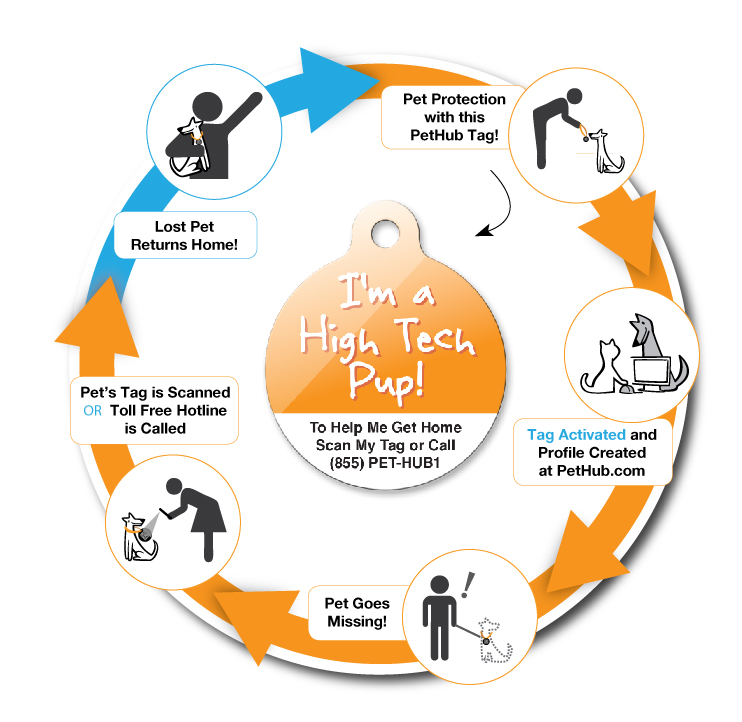 Pet Protection
with this
PetHub Tag!
Tag Activated and
Profile Created
at PetHub.com
Pet Goes
Missing!
Pet's Tag is Scanned
OR Toll Free Hotline
is Called
Lost Pet
Returns Home!
I'm a
High Tech
Pup!
To Help Me Get Home
Scan My Tag or Call
(855) PET-HUB1
!